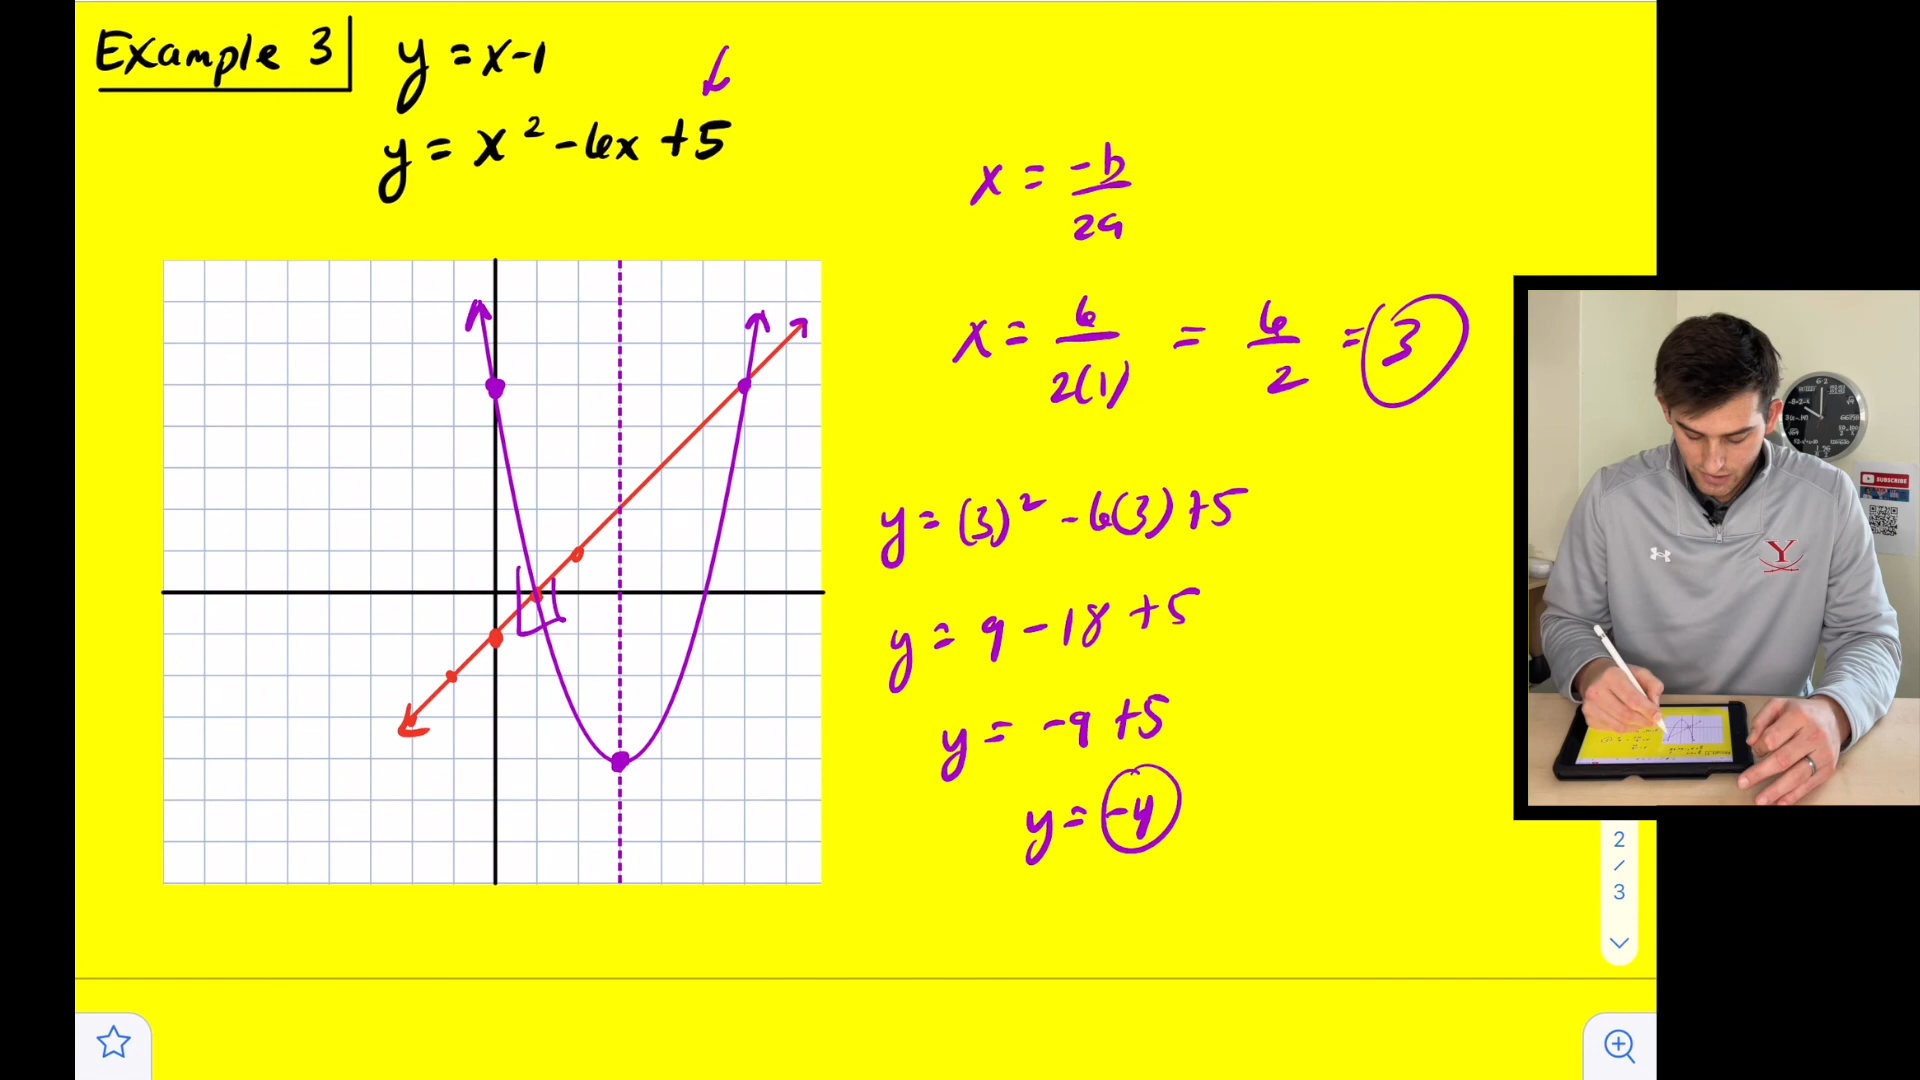 Example 3
y = x-1
y = x² - 6x + 5
x = -b/2a
x = 6/2(1) = 6/2 = 3
y = (3)² - 6(3) + 5
y = 9 - 18 + 5
y = -9 + 5
y = -4
SUBSCRIBE
Y
2
/
3